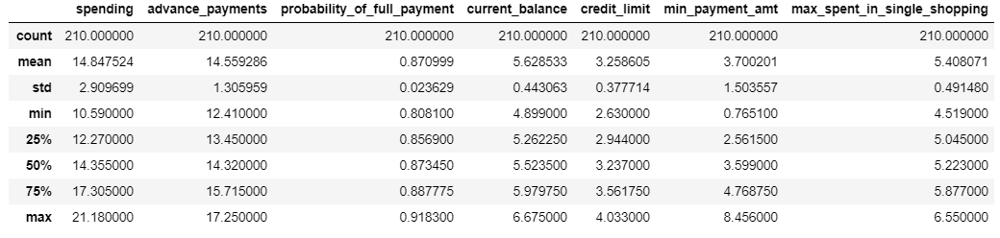 spending advance_payments probability_of_full_payment current_balance credit_limit min_payment_amt max_spent_in_single_shopping
count 210.000000 210.000000 210.000000 210.000000 210.000000 210.000000 210.000000
mean 14.847524 14.559286 0.870999 5.628533 3.258605 3.700201 5.408071
std 2.909699 1.305959 0.023629 0.443063 0.377714 1.503557 0.491480
min 10.590000 12.410000 0.808100 4.899000 2.630000 0.765100 4.519000
25% 12.270000 13.450000 0.856900 5.262250 2.944000 2.561500 5.045000
50% 14.355000 14.320000 0.873450 5.523500 3.237000 3.599000 5.223000
75% 17.305000 15.715000 0.887775 5.979750 3.561750 4.768750 5.877000
max 21.180000 17.250000 0.918300 6.675000 4.033000 8.456000 6.550000